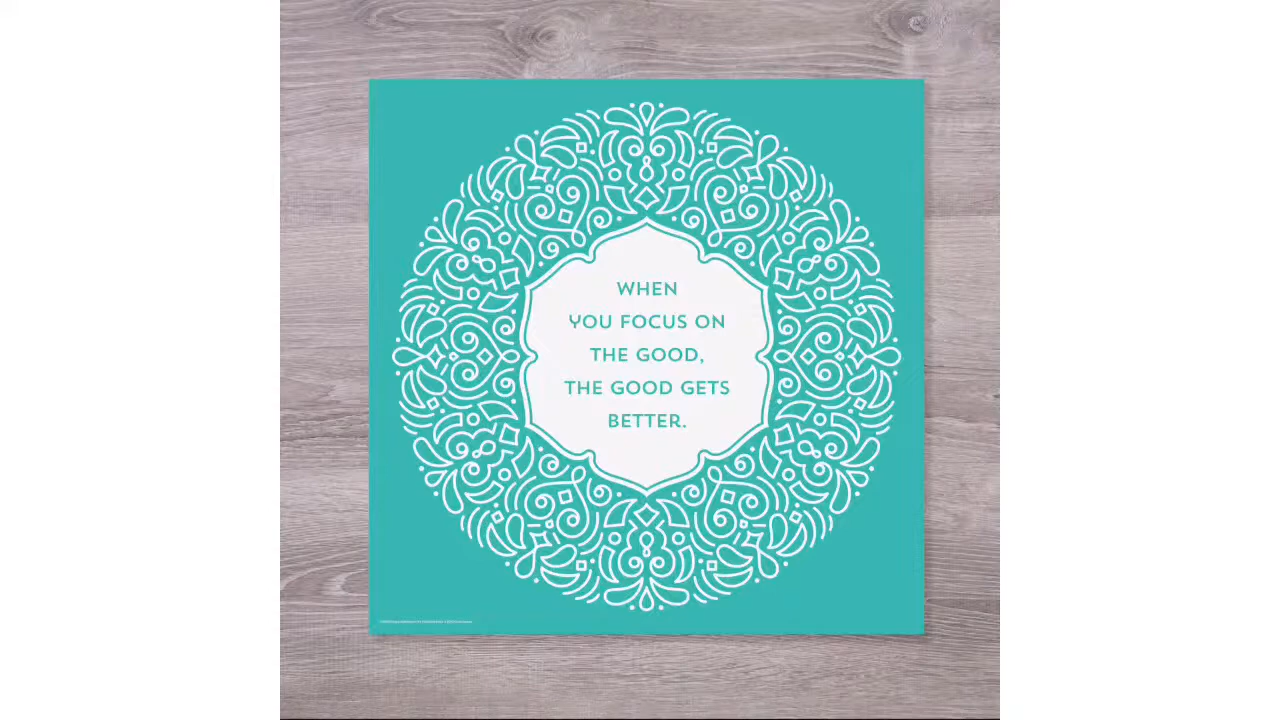 WHEN
YOU FOCUS ON
THE GOOD,
THE GOOD GETS
BETTER.